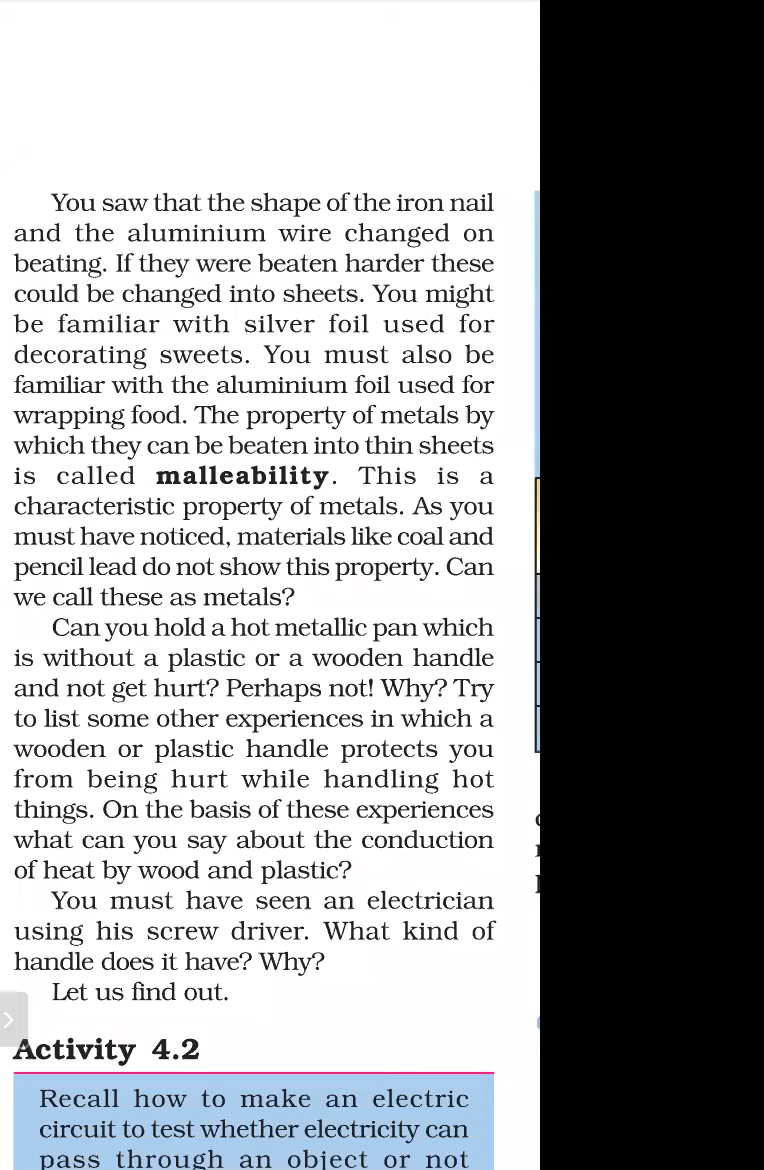 You saw that the shape of the iron nail
and the aluminium wire changed on
beating. If they were beaten harder these
could be changed into sheets. You might
be familiar with silver foil used for
decorating sweets. You must also be
familiar with the aluminium foil used for
wrapping food. The property of metals by
which they can be beaten into thin sheets
is called malleability. This is a
characteristic property of metals. As you
must have noticed, materials like coal and
pencil lead do not show this property. Can
we call these as metals?
Can you hold a hot metallic pan which
is without a plastic or a wooden handle
and not get hurt? Perhaps not! Why? Try
to list some other experiences in which a
wooden or plastic handle protects you
from being hurt while handling hot
things. On the basis of these experiences
what can you say about the conduction
of heat by wood and plastic?
You must have seen an electrician
using his screw driver. What kind of
handle does it have? Why?
Let us find out.
Activity 4.2
Recall how to make an electric
circuit to test whether electricity can
pass through an object or not